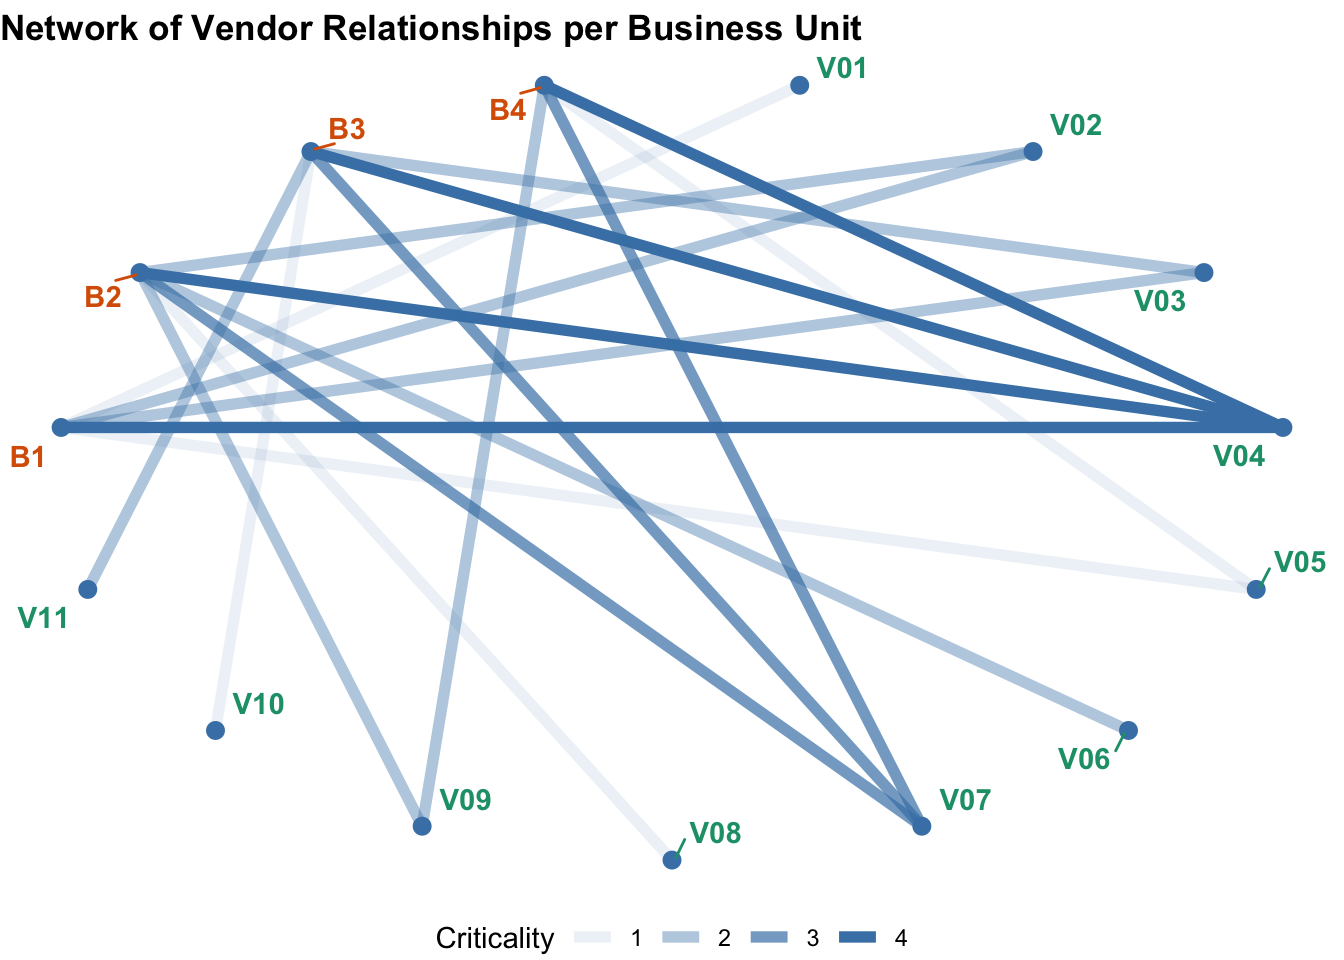 Network of Vendor Relationships per Business Unit
V01
B4
V02
B3
B2
V03
B1
V04
V05
V11
V10
V06
V09
V07
V08
Criticality 1 2 3 4